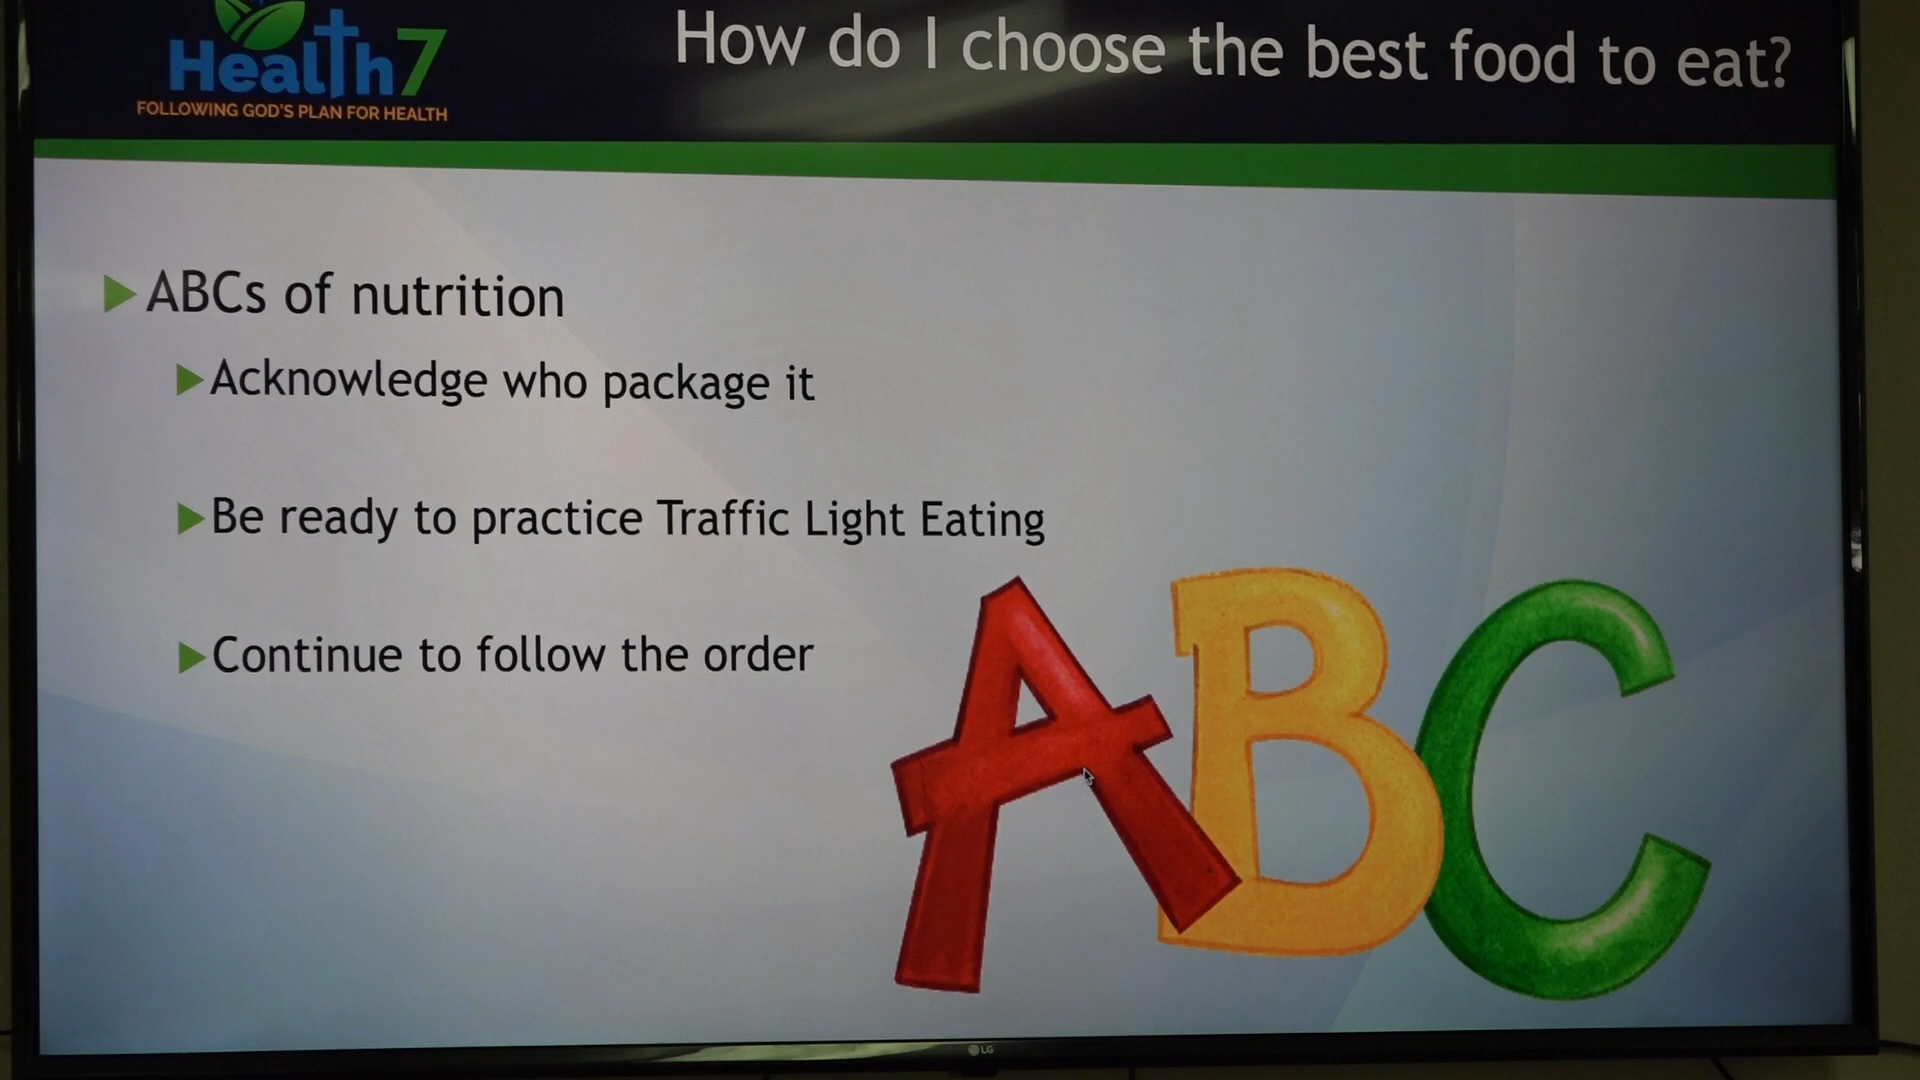 Health7
FOLLOWING GOD'S PLAN FOR HEALTH
How do I choose the best food to eat?
ABCs of nutrition
Acknowledge who package it
Be ready to practice Traffic Light Eating
Continue to follow the order
ABC
LG